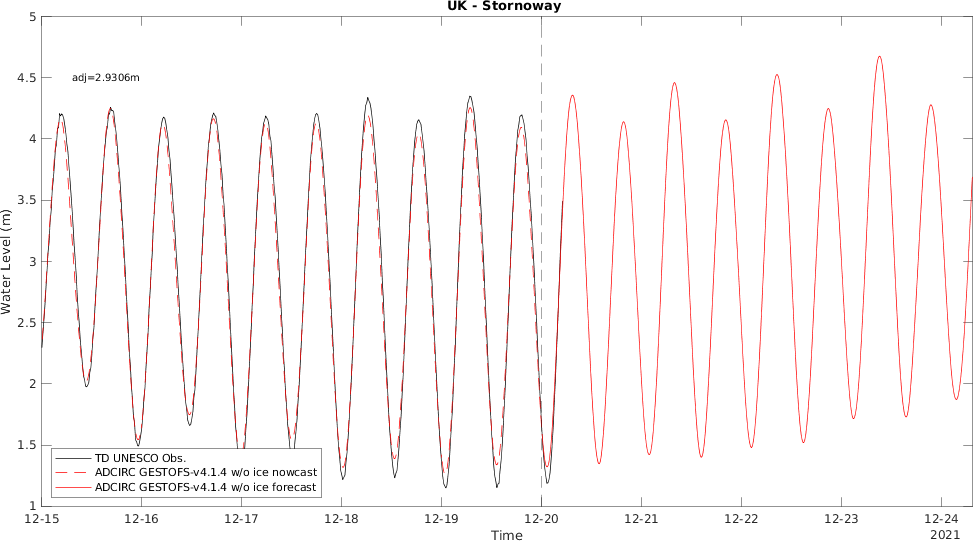 UK - Stornoway
5
4.5
4
3.5
3
2.5
2
1.5
1
Water Level (m)
adj=2.9306m
TD UNESCO Obs.
ADCIRC GESTOFS-v4.1.4 w/o ice nowcast
ADCIRC GESTOFS-v4.1.4 w/o ice forecast
12-15 12-16 12-17 12-18 12-19 12-20 12-21 12-22 12-23 12-24
2021
Time